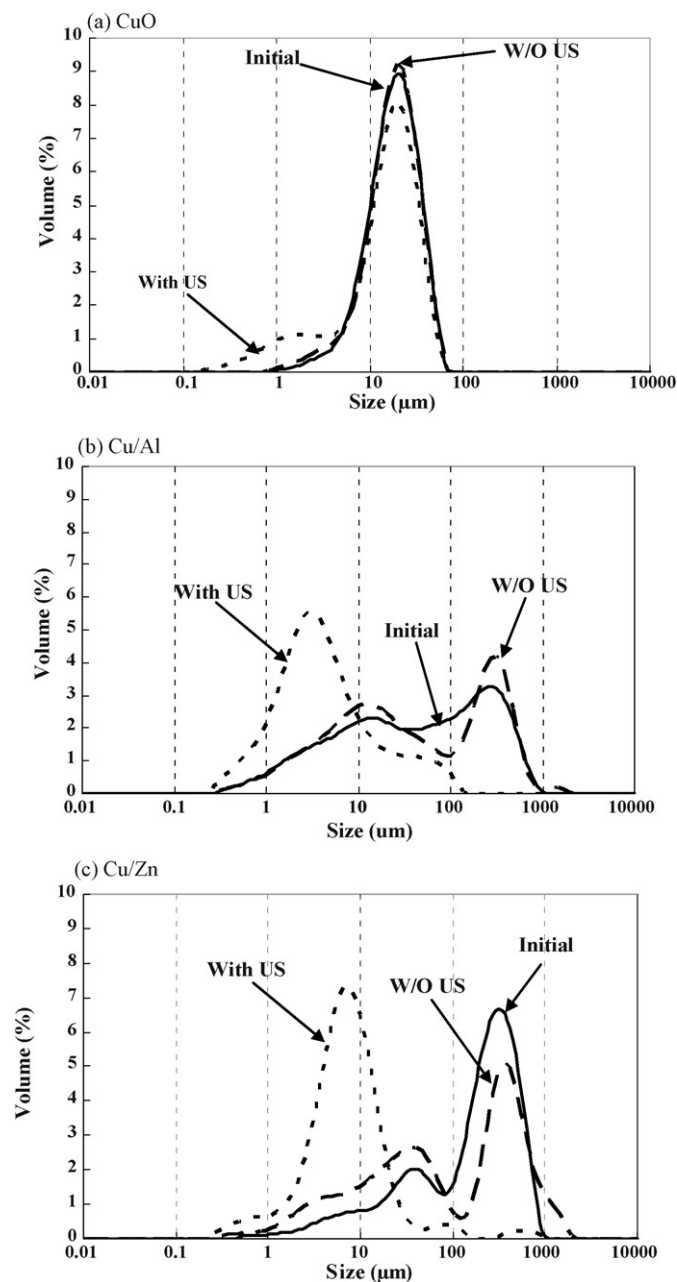 (a) CuO
10
9
8
7
6
5
4
3
2
1
0
Volume (%)
Initial
W/O US
With US
0.01 0.1 1 10 100 1000 10000
Size (µm)
(b) Cu/Al
10
9
8
7
6
5
4
3
2
1
0
Volume (%)
With US
Initial
W/O US
0.01 0.1 1 10 100 1000 10000
Size (um)
(c) Cu/Zn
10
9
8
7
6
5
4
3
2
1
0
Volume (%)
With US
W/O US
Initial
0.01 0.1 1 10 100 1000 10000
Size (µm)